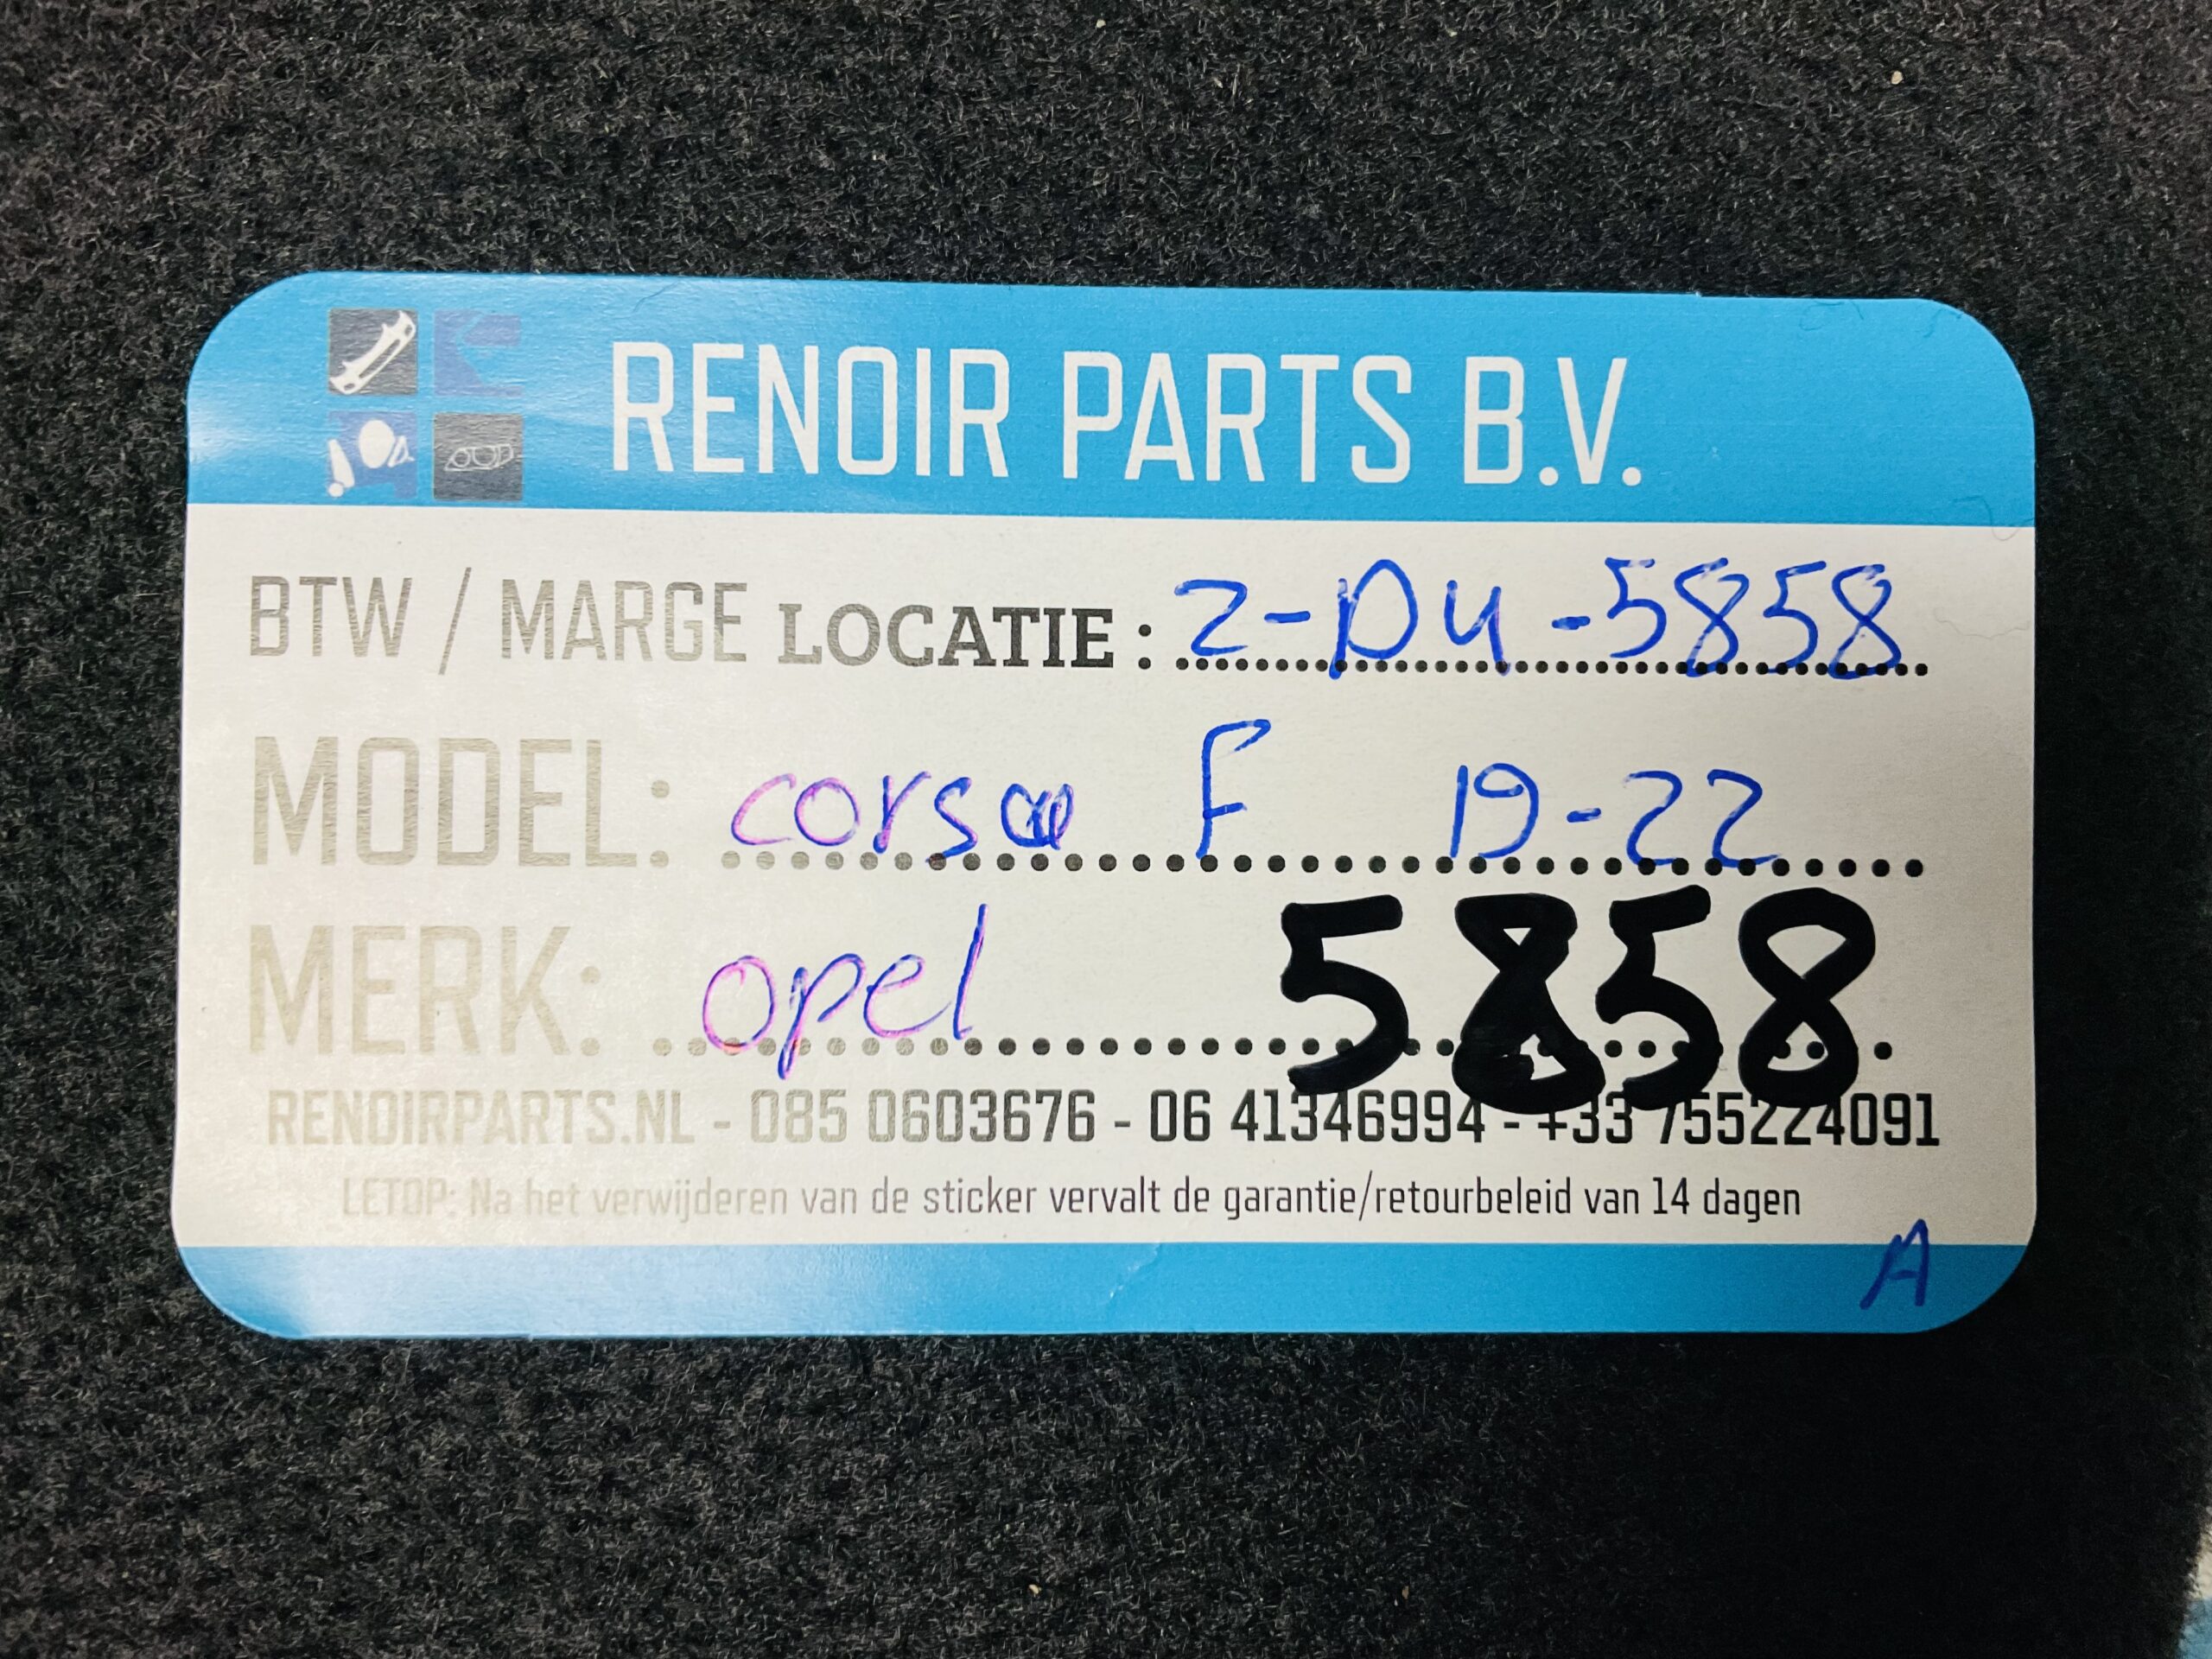 RENOIR PARTS B.V.
BTW / MARGE LOCATIE : 2-DU-5858
MODEL: corsa F 19-22
MERK: opel 5858
RENOIRPARTS.NL - 085 0603676 - 06 41346994 - +33 755224091
LETOP: Na het verwijderen van de sticker vervalt de garantie/retourbeleid van 14 dagen
A